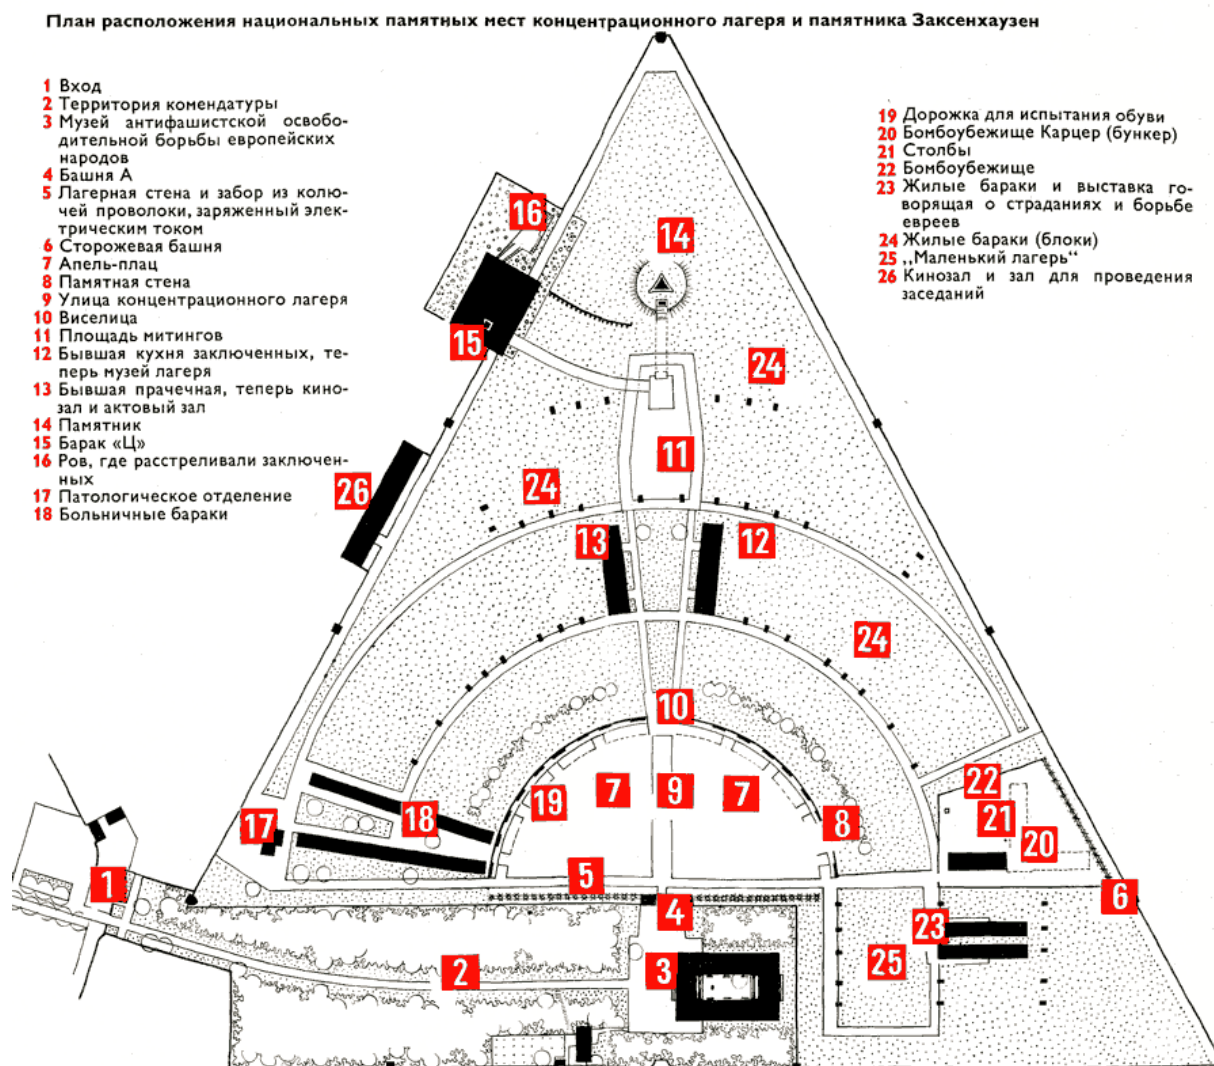 План расположения национальных памятных мест концентрационного лагеря и памятника Заксенхаузен
1 Вход
2 Территория комендатуры
3 Музей антифашистской освобо-
дительной борьбы европейских
народов
4 Башня А
5 Лагерная стена и забор из колю-
чей проволоки, заряженный элек-
трическим током
6 Сторожевая башня
7 Апель-плац
8 Памятная стена
9 Улица концентрационного лагеря
10 Виселица
11 Площадь митингов
12 Бывшая кухня заключенных, те-
перь музей лагеря
13 Бывшая прачечная, теперь кино-
зал и актовый зал
14 Памятник
15 Барак «Ц»
16 Ров, где расстреливали заключен-
ных
17 Патологическое отделение
18 Больничные бараки
19 Дорожка для испытания обуви
20 Бомбоубежище Карцер (бункер)
21 Столбы
22 Бомбоубежище
23 Жилые бараки и выставка го-
ворящая о страданиях и борьбе
евреев
24 Жилые бараки (блоки)
25 „Маленький лагерь“
26 Кинозал и зал для проведения
заседаний
16
14
15
24
11
26
24
13
12
24
10
7
9
7
19
8
18
17
22
21
20
5
1
6
4
23
25
2
3